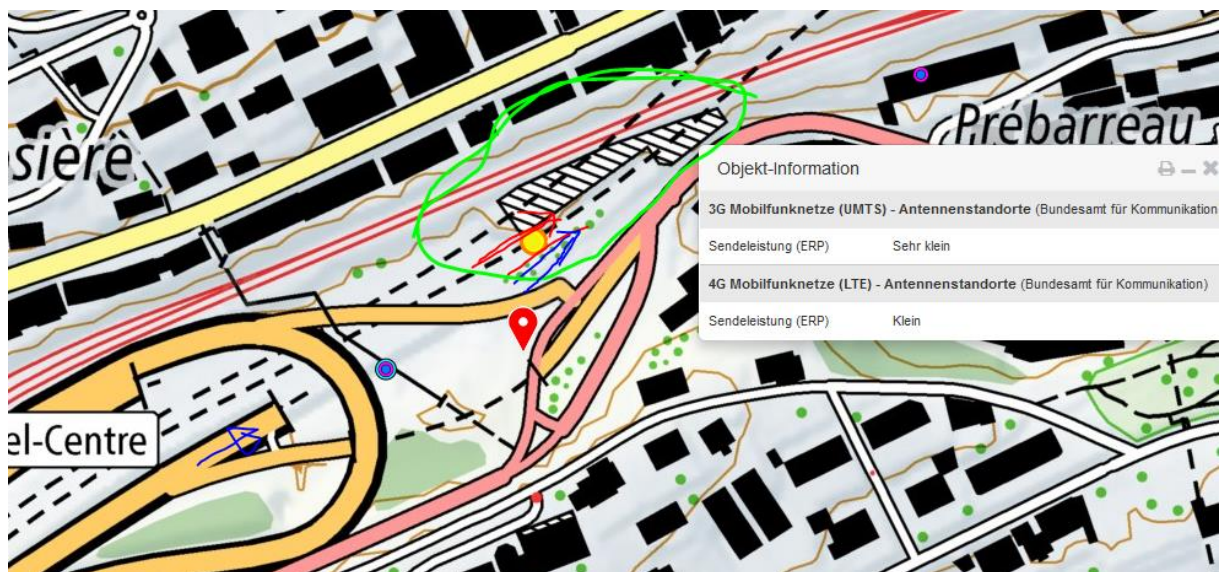 sière
Prébarreau
Objekt-Information
3G Mobilfunknetze (UMTS) - Antennenstandorte (Bundesamt für Kommunikation
Sendeleistung (ERP) Sehr klein
4G Mobilfunknetze (LTE) - Antennenstandorte (Bundesamt für Kommunikation)
Sendeleistung (ERP) Klein
el-Centre